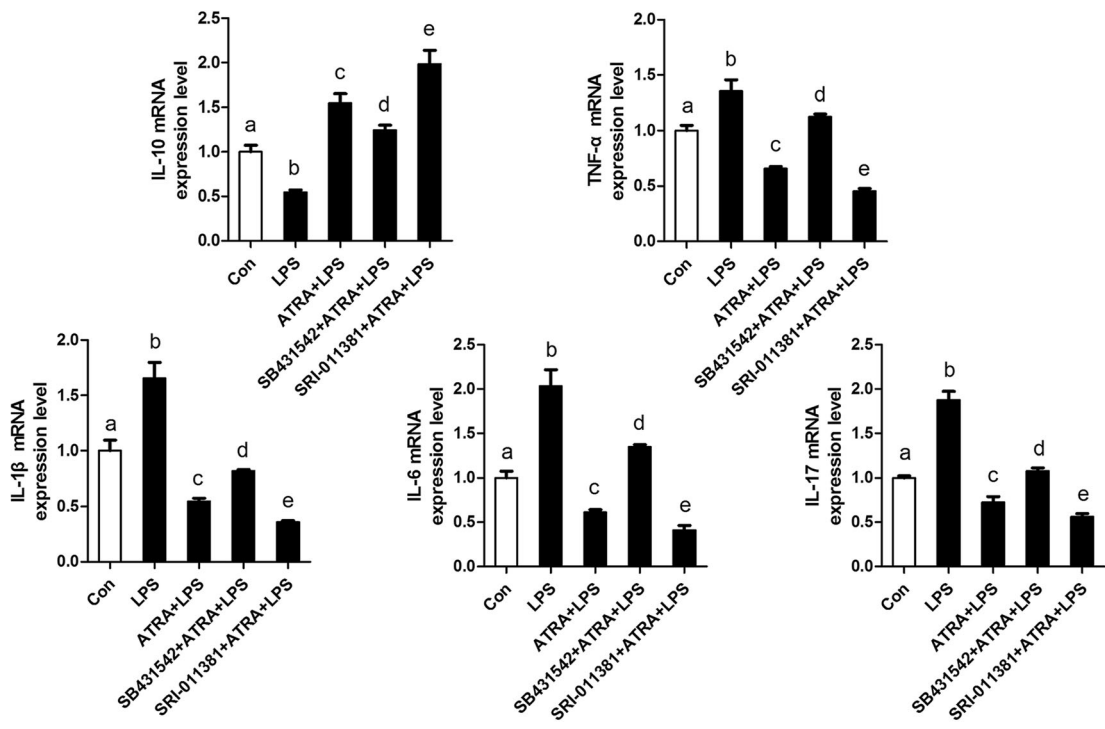 IL-10 mRNA
expression level
2.5
2.0
1.5
1.0
0.5
0.0
a
b
c
d
e
Con
LPS
ATRA+LPS
SB431542+ATRA+LPS
SRI-011381+ATRA+LPS
TNF-α mRNA
expression level
2.0
1.5
1.0
0.5
0.0
a
b
c
d
e
Con
LPS
ATRA+LPS
SB431542+ATRA+LPS
SRI-011381+ATRA+LPS
IL-1β mRNA
expression level
2.0
1.5
1.0
0.5
0.0
a
b
c
d
e
Con
LPS
ATRA+LPS
SB431542+ATRA+LPS
SRI-011381+ATRA+LPS
IL-6 mRNA
expression level
2.5
2.0
1.5
1.0
0.5
0.0
a
b
c
d
e
Con
LPS
ATRA+LPS
SB431542+ATRA+LPS
SRI-011381+ATRA+LPS
IL-17 mRNA
expression level
2.5
2.0
1.5
1.0
0.5
0.0
a
b
c
d
e
Con
LPS
ATRA+LPS
SB431542+ATRA+LPS
SRI-011381+ATRA+LPS